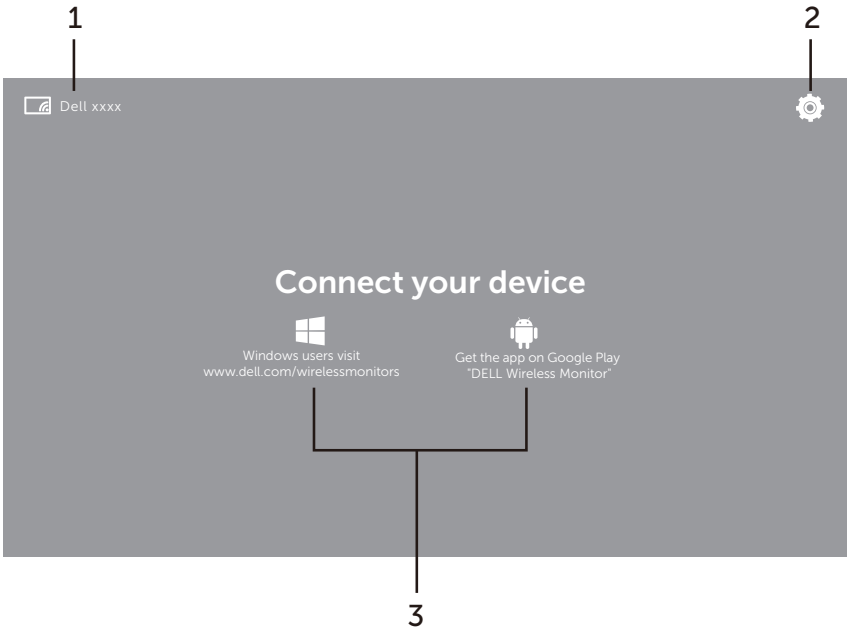 1
2
Dell xxxx
Connect your device
Windows users visit
www.dell.com/wirelessmonitors
Get the app on Google Play
"DELL Wireless Monitor"
3